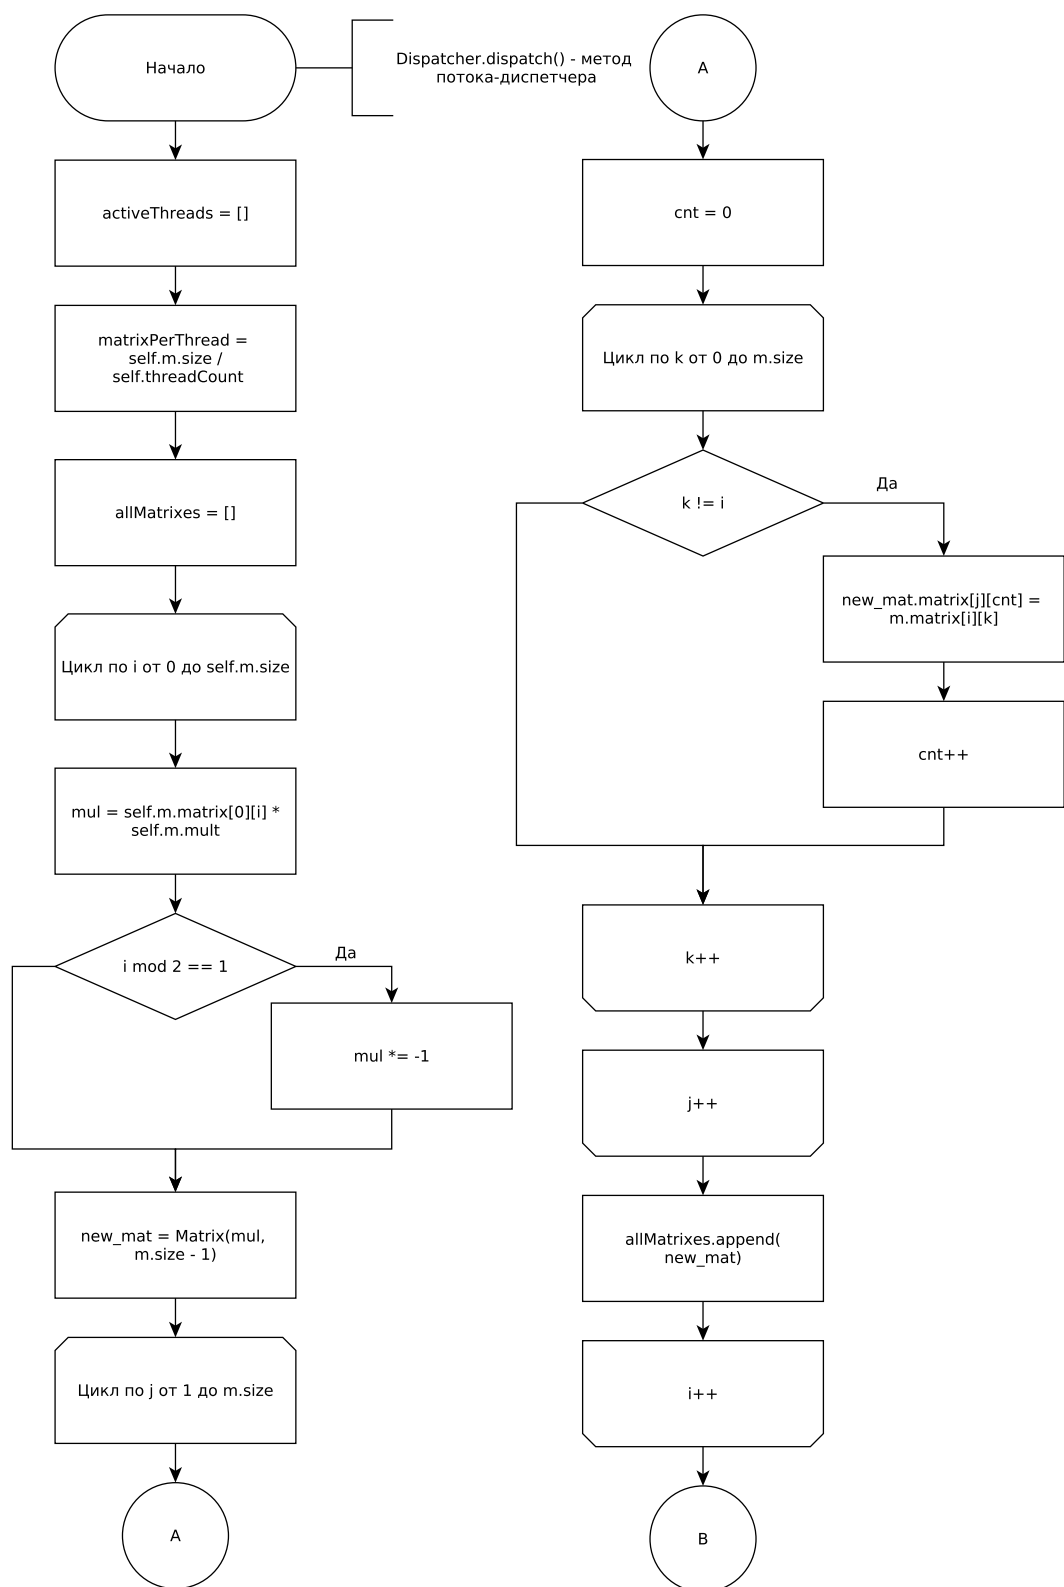 Начало
Dispatcher.dispatch() - метод
потока-диспетчера
activeThreads = []
matrixPerThread =
self.m.size /
self.threadCount
allMatrixes = []
Цикл по i от 0 до self.m.size
mul = self.m.matrix[0][i] *
self.m.mult
i mod 2 == 1
Да
mul *= -1
new_mat = Matrix(mul,
m.size - 1)
Цикл по j от 1 до m.size
A
A
cnt = 0
Цикл по k от 0 до m.size
k != i
Да
new_mat.matrix[j][cnt] =
m.matrix[i][k]
cnt++
k++
j++
allMatrixes.append(
new_mat)
i++
B